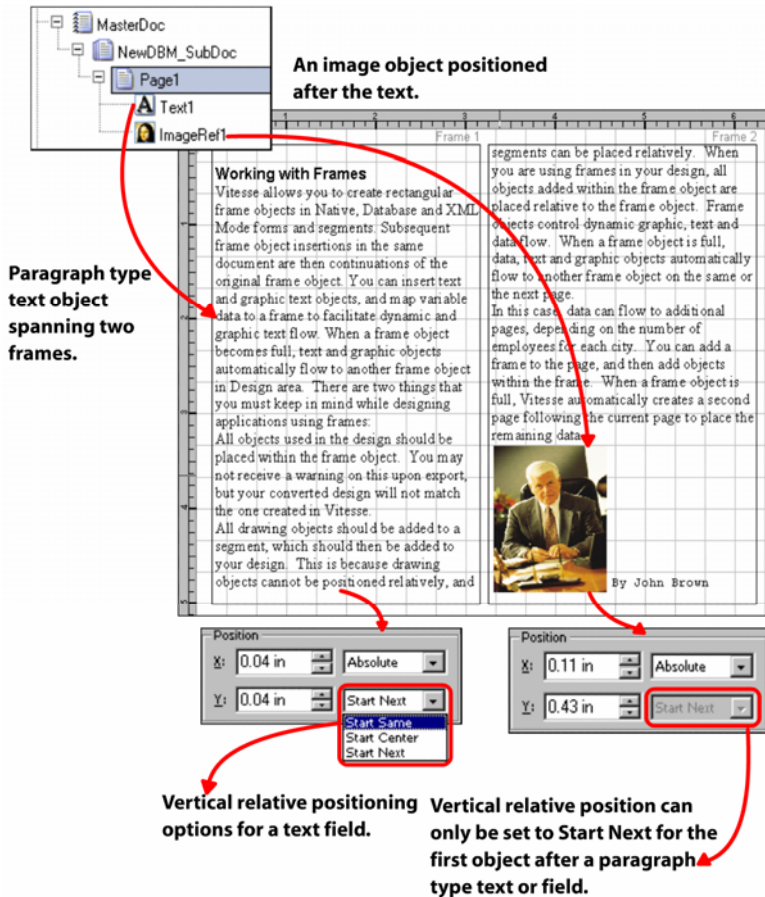 MasterDoc
NewDBM_SubDoc
Page1
A Text1
ImageRef1
An image object positioned
after the text.
2 3 4 5 6
Frame 1
Frame 2
Paragraph type
text object
spanning two
frames.
1
2
3
4
5
Working with Frames
Vitesse allows you to create rectangular
frame objects in Native, Database and XML
Mode forms and segments. Subsequent
frame object insertions in the same
document are then continuations of the
original frame object. You can insert text
and graphic text objects, and map variable
data to a frame to facilitate dynamic and
graphic text flow. When a frame object
becomes full, text and graphic objects
automatically flow to another frame object
in Design area. There are two things that
you must keep in mind while designing
applications using frames:
All objects used in the design should be
placed within the frame object. You may
not receive a warning on this upon export,
but your converted design will not match
the one created in Vitesse.
All drawing objects should be added to a
segment, which should then be added to
your design. This is because drawing
objects cannot be positioned relatively, and
segments can be placed relatively. When
you are using frames in your design, all
objects added within the frame object are
placed relative to the frame object. Frame
objects control dynamic graphic, text and
data flow. When a frame object is full,
data, text and graphic objects automatically
flow to another frame object on the same or
the next page.
In this case, data can flow to additional
pages, depending on the number of
employees for each city. You can add a
frame to the page, and then add objects
within the frame. When a frame object is
full, Vitesse automatically creates a second
page following the current page to place the
remaining data.
By John Brown
Position
X: 0.04 in Absolute
Y: 0.04 in Start Next
Start Same
Start Center
Start Next
Position
X: 0.11 in Absolute
Y: 0.43 in Start Next
Vertical relative positioning
options for a text field.
Vertical relative position can
only be set to Start Next for the
first object after a paragraph
type text or field.